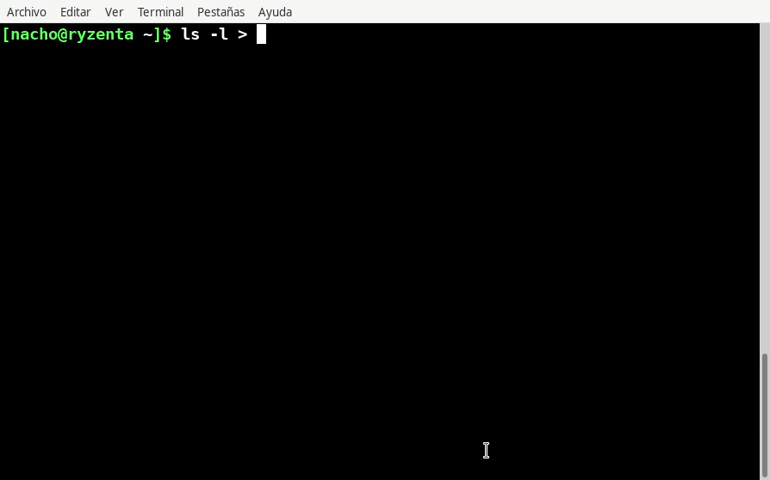 Archivo Editar Ver Terminal Pestañas Ayuda
[nacho@ryzenta ~]$ ls -l >